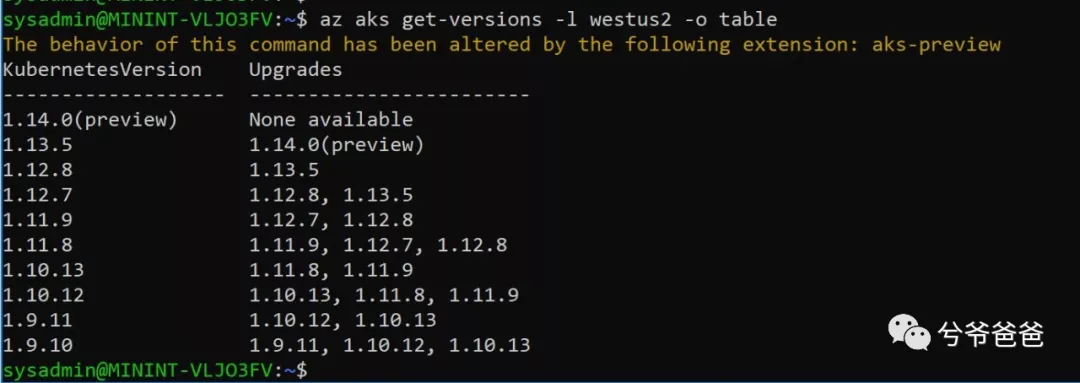 sysadmin@MININT-VLJO3FV:~$ az aks get-versions -l westus2 -o table
The behavior of this command has been altered by the following extension: aks-preview
KubernetesVersion    Upgrades
-------------------  ------------------------
1.14.0(preview)      None available
1.13.5               1.14.0(preview)
1.12.8               1.13.5
1.12.7               1.12.8, 1.13.5
1.11.9               1.12.7, 1.12.8
1.11.8               1.11.9, 1.12.7, 1.12.8
1.10.13              1.11.8, 1.11.9
1.10.12              1.10.13, 1.11.8, 1.11.9
1.9.11               1.10.12, 1.10.13
1.9.10               1.9.11, 1.10.12, 1.10.13
sysadmin@MININT-VLJO3FV:~$
兮爷爸爸